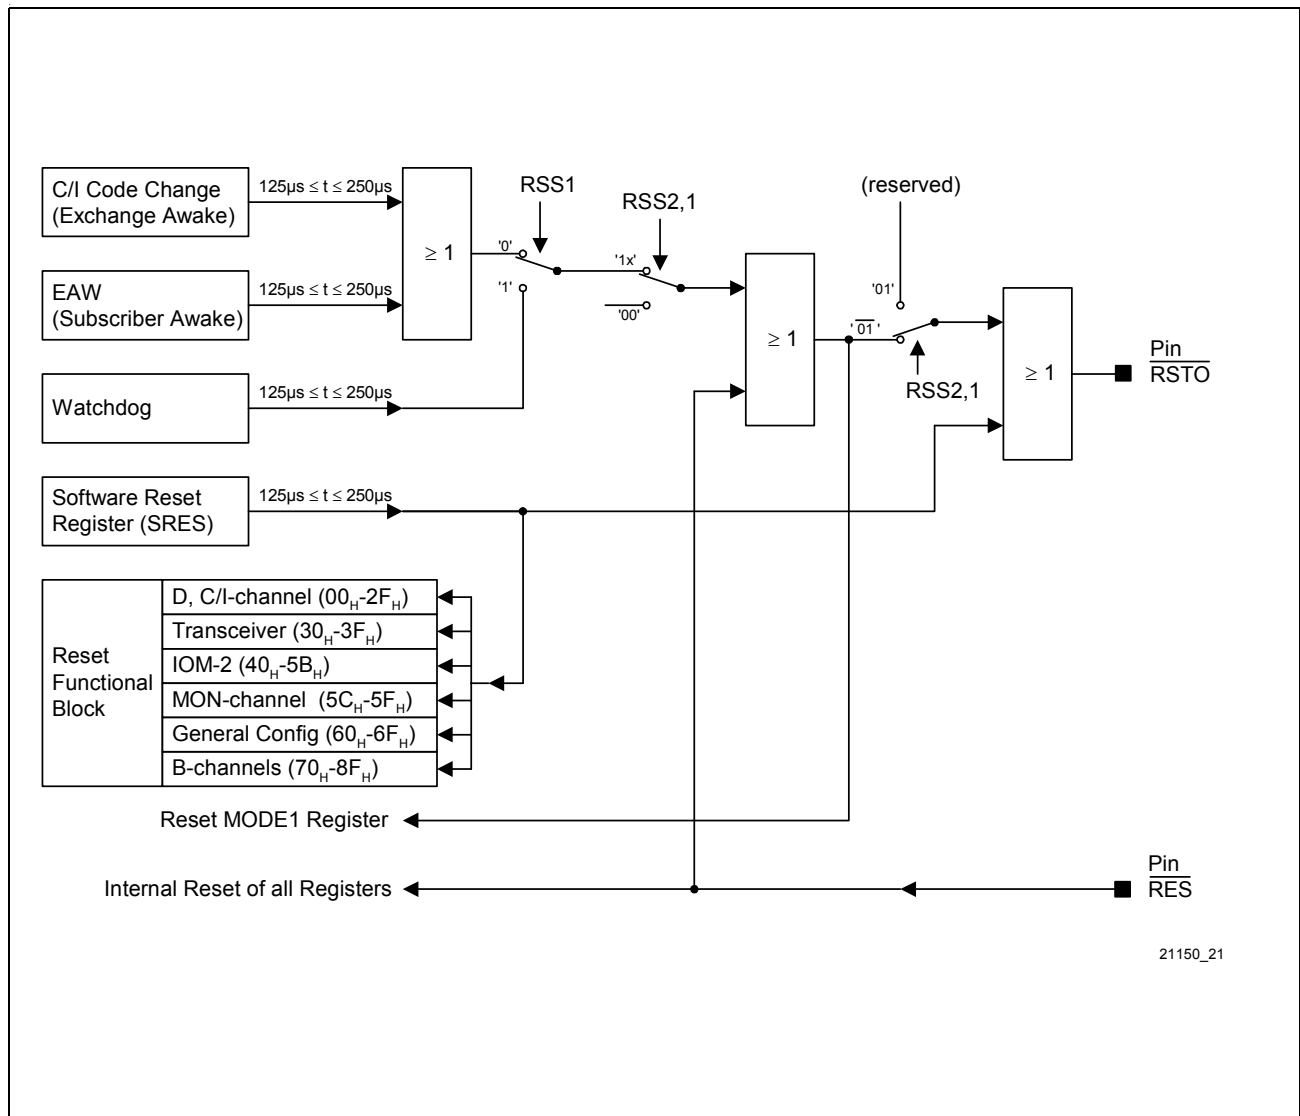 C/I Code Change
(Exchange Awake)
125µs ≤ t ≤ 250µs
≥ 1
RSS1
'0'
'1'
RSS2,1
'1x'
'00'
(reserved)
'01'
'01'
RSS2,1
≥ 1
≥ 1
Pin
RSTO
EAW
(Subscriber Awake)
125µs ≤ t ≤ 250µs
Watchdog
125µs ≤ t ≤ 250µs
Software Reset
Register (SRES)
125µs ≤ t ≤ 250µs
Reset
Functional
Block
D, C/I-channel (00H-2FH)
Transceiver (30H-3FH)
IOM-2 (40H-5BH)
MON-channel (5CH-5FH)
General Config (60H-6FH)
B-channels (70H-8FH)
Reset MODE1 Register
Internal Reset of all Registers
Pin
RES
21150_21